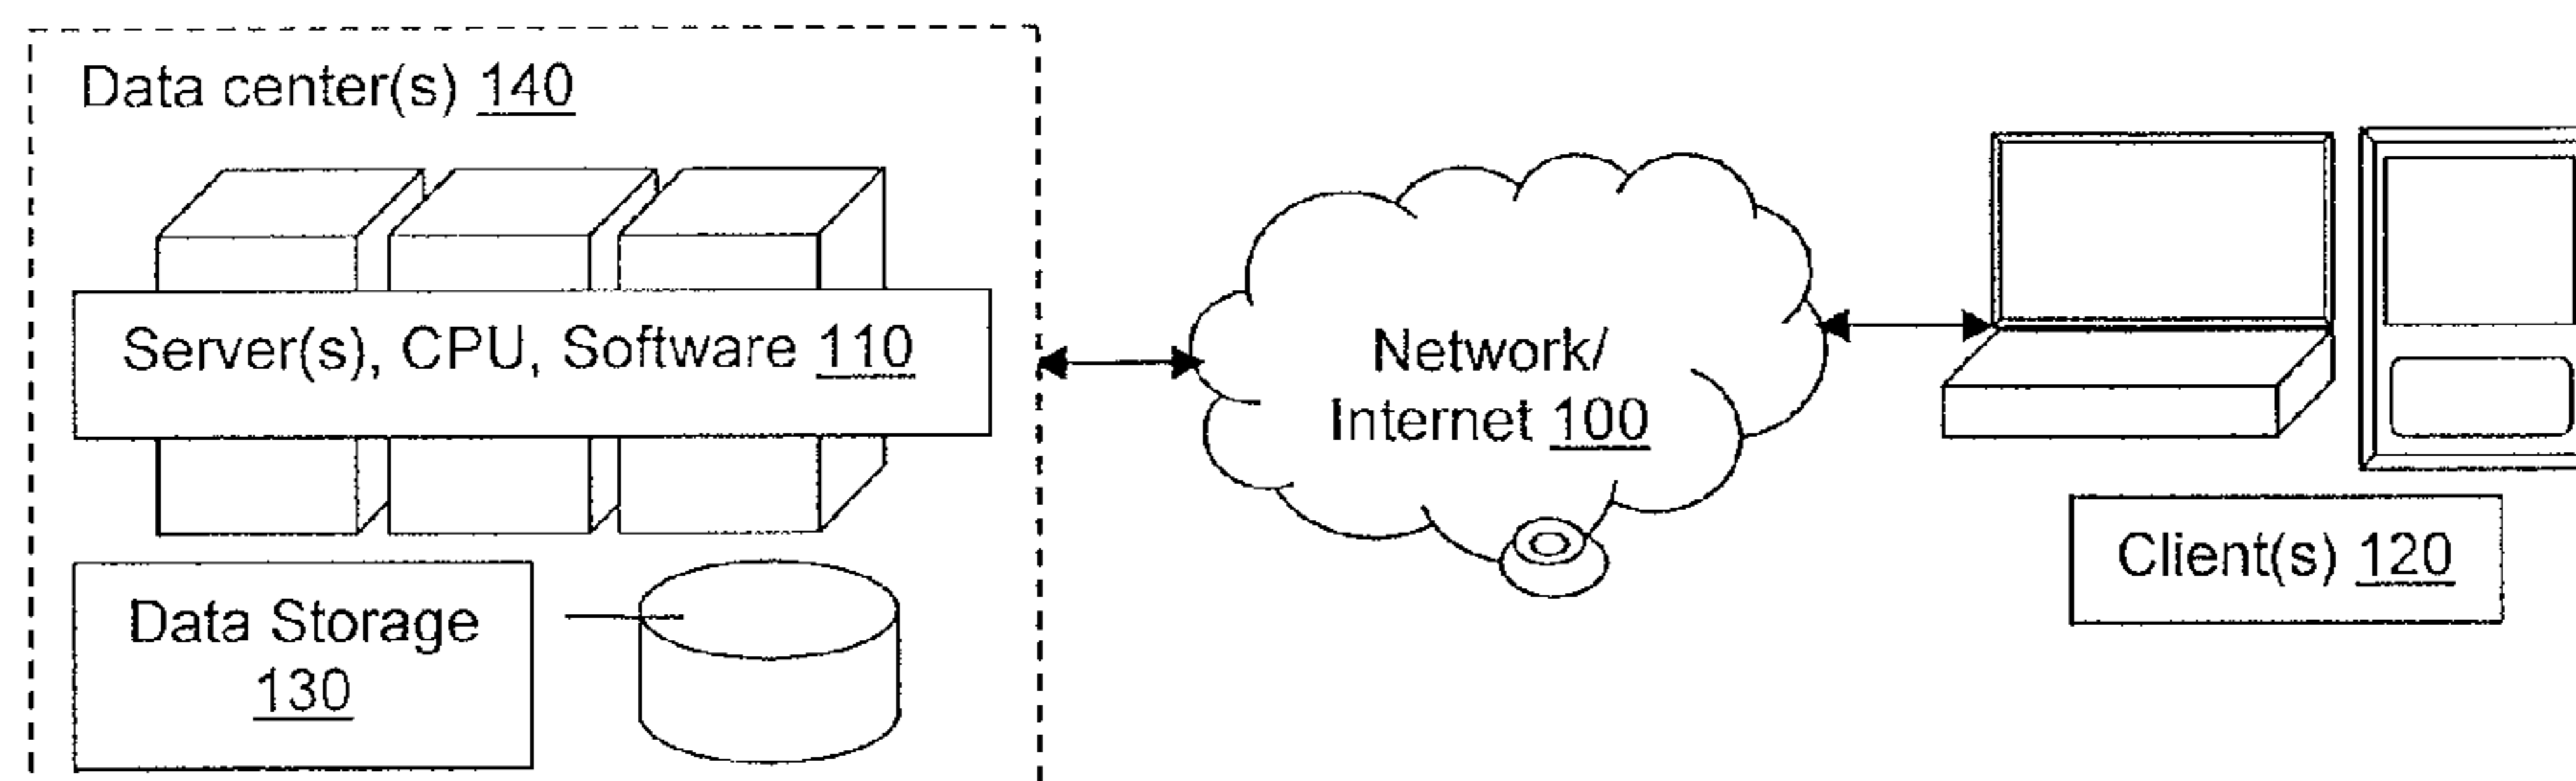 Data center(s) 140
Server(s), CPU, Software 110
Data Storage
130
Network/
Internet 100
Client(s) 120